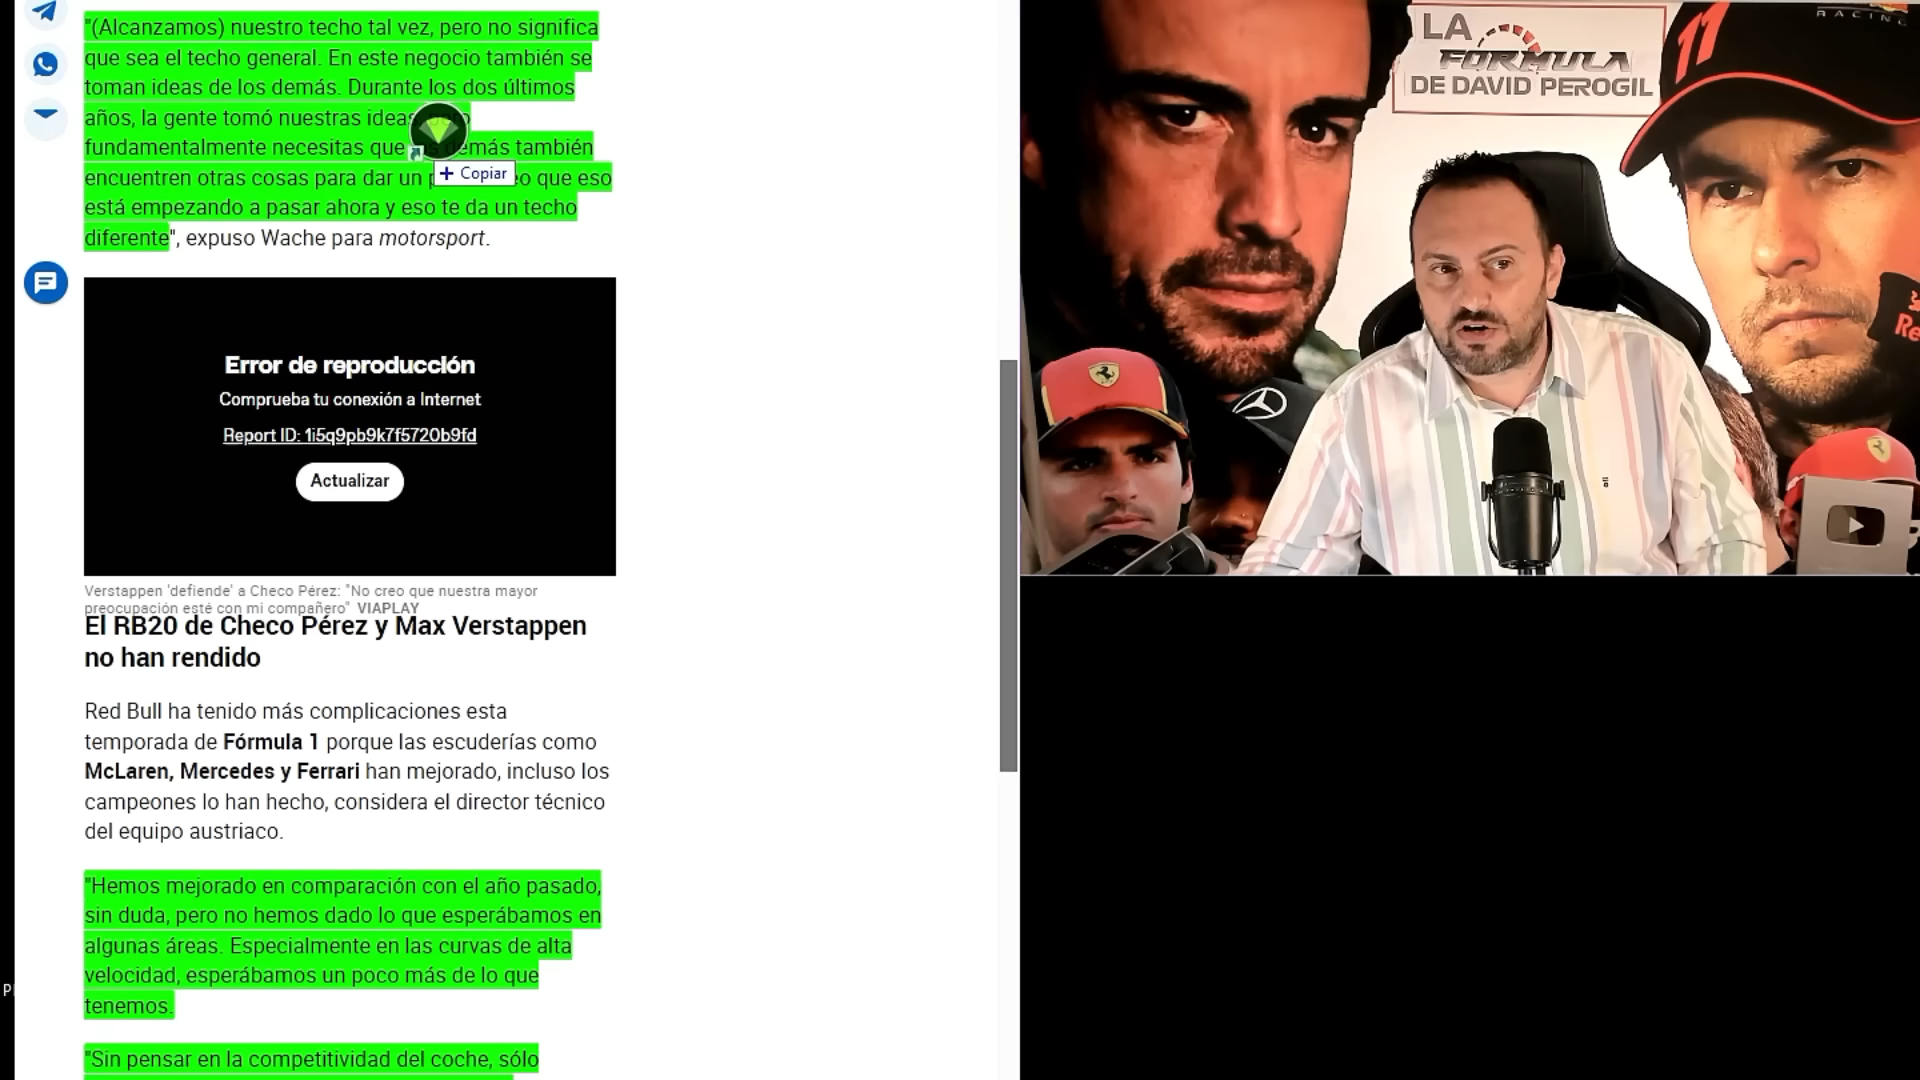 "(Alcanzamos) nuestro techo tal vez, pero no significa
que sea el techo general. En este negocio también se
toman ideas de los demás. Durante los dos últimos
años, la gente tomó nuestras ideas
fundamentalmente necesitas que demás también
encuentren otras cosas para dar un que eso
está empezando a pasar ahora y eso te da un techo
diferente", expuso Wache para motorsport.
+ Copiar
Error de reproducción
Comprueba tu conexión a Internet
Report ID: 1i5q9pb9k7f5720b9fd
Actualizar
Verstappen 'defiende' a Checo Pérez: "No creo que nuestra mayor
preocupación esté con mi compañero" VIAPLAY
El RB20 de Checo Pérez y Max Verstappen
no han rendido
Red Bull ha tenido más complicaciones esta
temporada de Fórmula 1 porque las escuderías como
McLaren, Mercedes y Ferrari han mejorado, incluso los
campeones lo han hecho, considera el director técnico
del equipo austriaco.
"Hemos mejorado en comparación con el año pasado,
sin duda, pero no hemos dado lo que esperábamos en
algunas áreas. Especialmente en las curvas de alta
velocidad, esperábamos un poco más de lo que
tenemos.
"Sin pensar en la competitividad del coche, sólo
LA
FÓRMULA
DE DAVID PEROGIL
11
RACING
Re